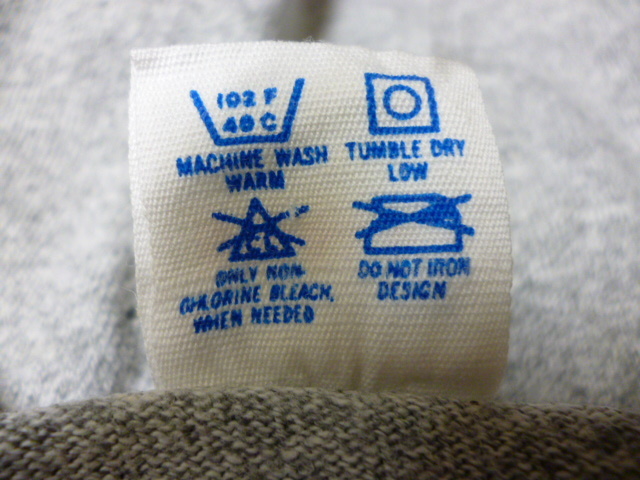 102 F
40 C
MACHINE WASH
WARM
TUMBLE DRY
LOW
CL
ONLY NON-
CHLORINE BLEACH,
WHEN NEEDED
DO NOT IRON
DESIGN